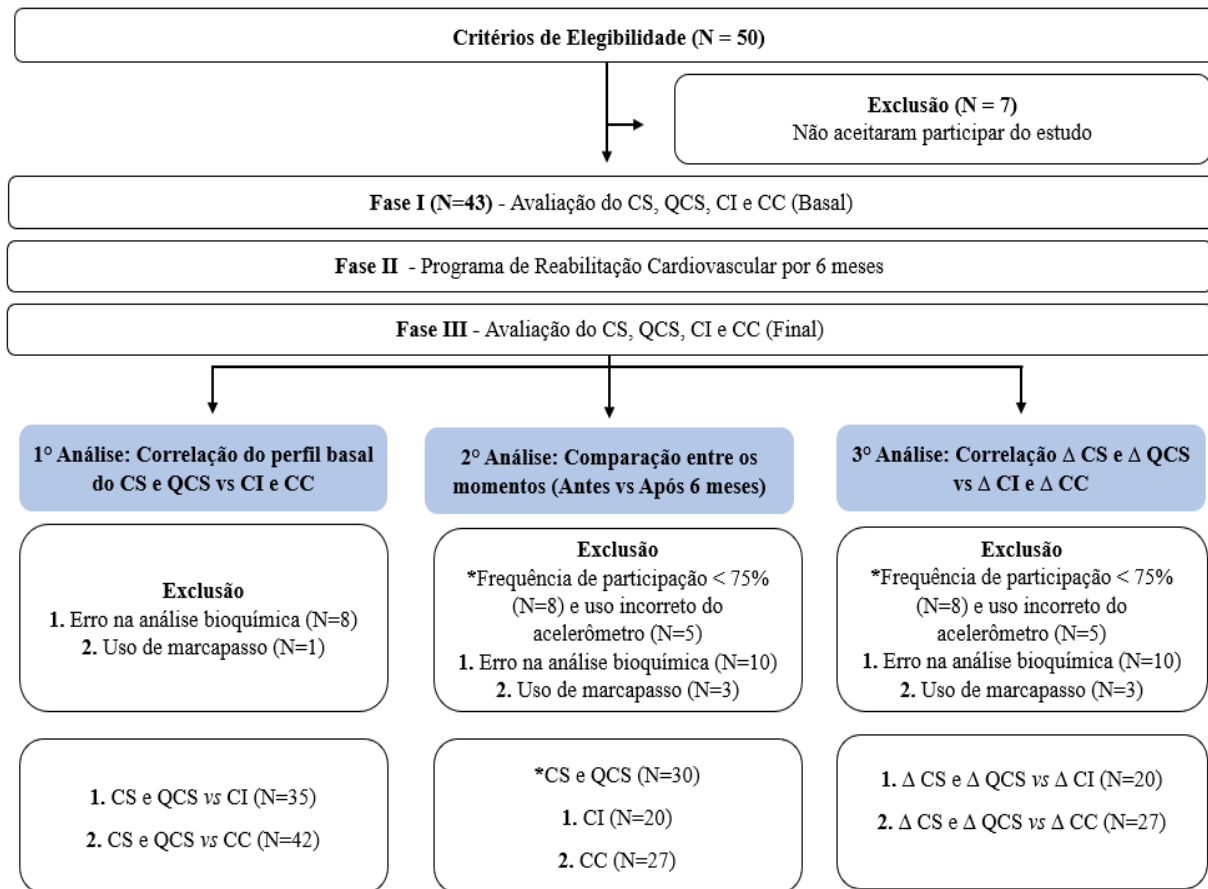 Critérios de Elegibilidade (N = 50)
Exclusão (N = 7)
Não aceitaram participar do estudo
Fase I (N=43) - Avaliação do CS, QCS, CI e CC (Basal)
Fase II - Programa de Reabilitação Cardiovascular por 6 meses
Fase III - Avaliação do CS, QCS, CI e CC (Final)
1° Análise: Correlação do perfil basal
do CS e QCS vs CI e CC
Exclusão
1. Erro na análise bioquímica (N=8)
2. Uso de marcapasso (N=1)
1. CS e QCS vs CI (N=35)
2. CS e QCS vs CC (N=42)
2° Análise: Comparação entre os
momentos (Antes vs Após 6 meses)
Exclusão
*Frequência de participação < 75%
(N=8) e uso incorreto do
acelerômetro (N=5)
1. Erro na análise bioquímica (N=10)
2. Uso de marcapasso (N=3)
*CS e QCS (N=30)
1. CI (N=20)
2. CC (N=27)
3° Análise: Correlação Δ CS e Δ QCS
vs Δ CI e Δ CC
Exclusão
*Frequência de participação < 75%
(N=8) e uso incorreto do
acelerômetro (N=5)
1. Erro na análise bioquímica (N=10)
2. Uso de marcapasso (N=3)
1. Δ CS e Δ QCS vs Δ CI (N=20)
2. Δ CS e Δ QCS vs Δ CC (N=27)